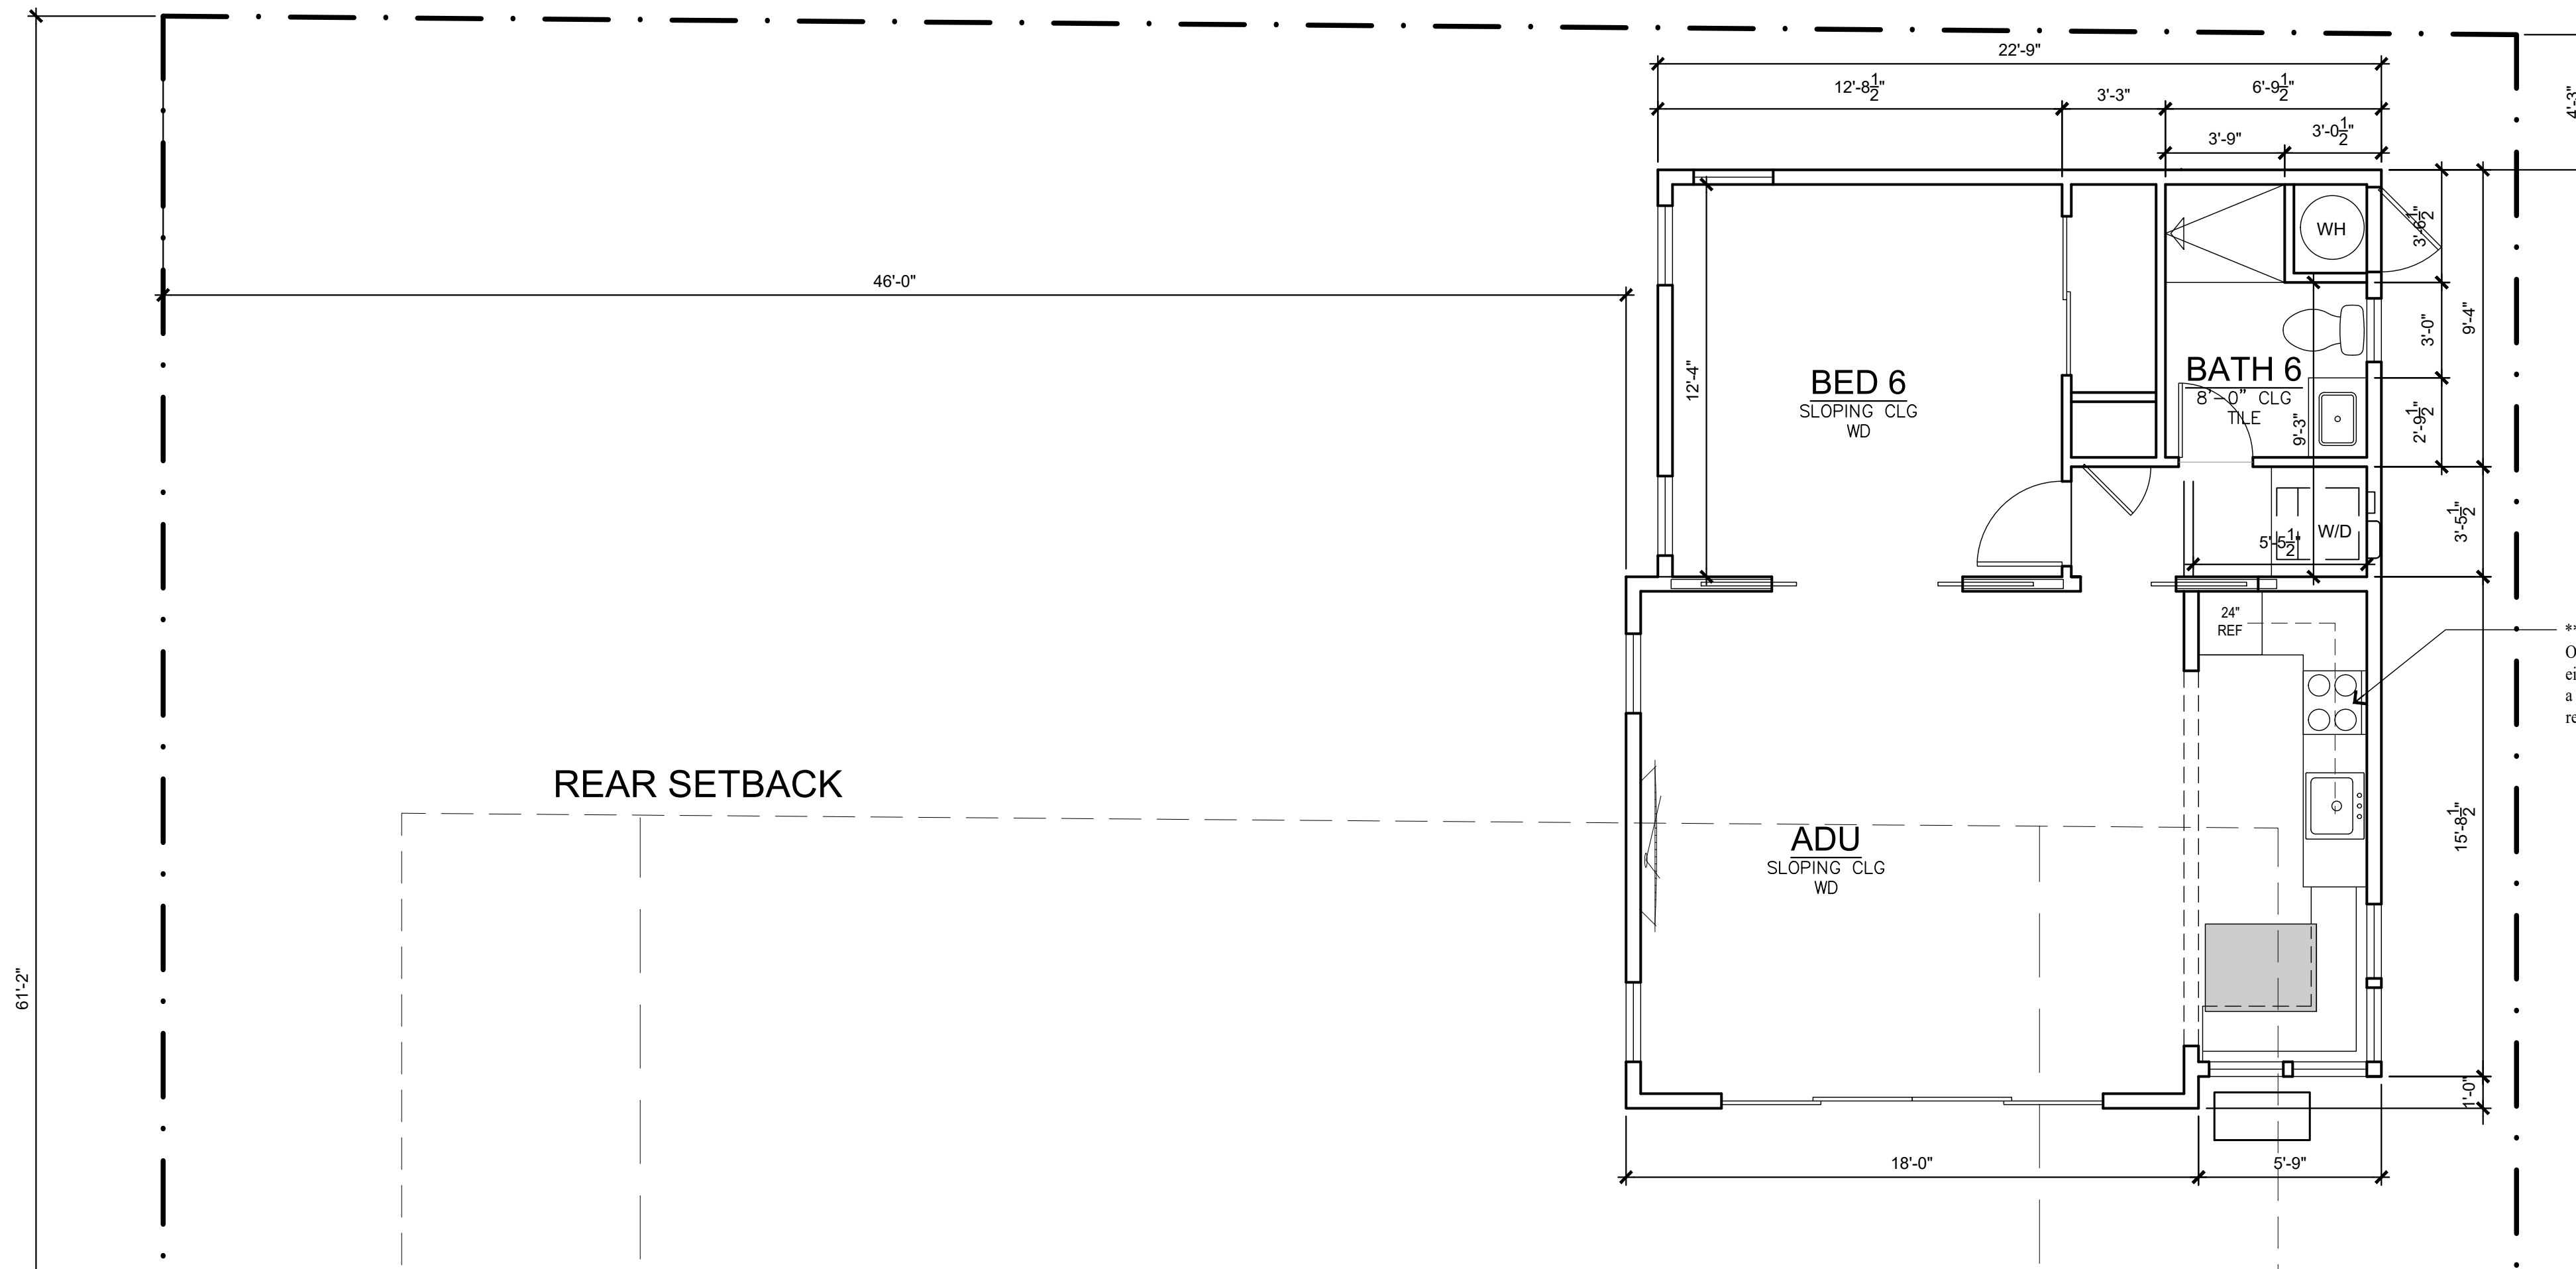 22'-9"
12'-8 1/2"
3'-3"
6'-9 1/2"
3'-9"
3'-0 1/2"
4'-3"
46'-0"
WH
3'-6 1/2"
3'-0"
9'-4"
12'-4"
BED 6
SLOPING CLG
WD
BATH 6
8'-0" CLG
TILE
9'-3"
2'-9 1/2"
W/D
5'-5 1/2"
3'-5 1/2"
24"
REF
**
a
REAR SETBACK
ADU
SLOPING CLG
WD
15'-8 1/2"
61'-2"
1'-0"
18'-0"
5'-9"